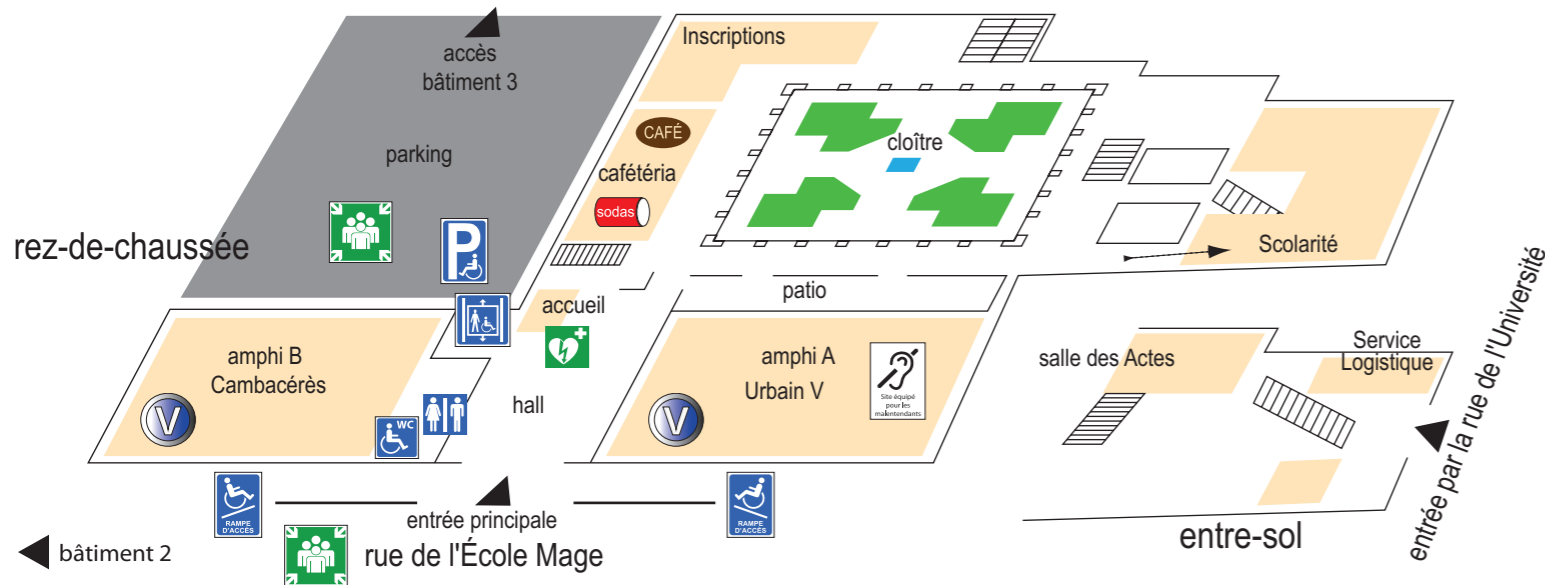 accès
bâtiment 3
Inscriptions
CAFÉ
parking
cloître
cafétéria
sodas
P
rez-de-chaussée
Scolarité
patio
accueil
amphi B
Cambacérès
V
WC
hall
amphi A
Urbain V
V
Site équipé
pour les
malentendants
salle des Actes
Service
Logistique
entrée par la rue de l'Université
RAMPE
D'ACCÈS
entrée principale
RAMPE
D'ACCÈS
rue de l'École Mage
entre-sol
bâtiment 2